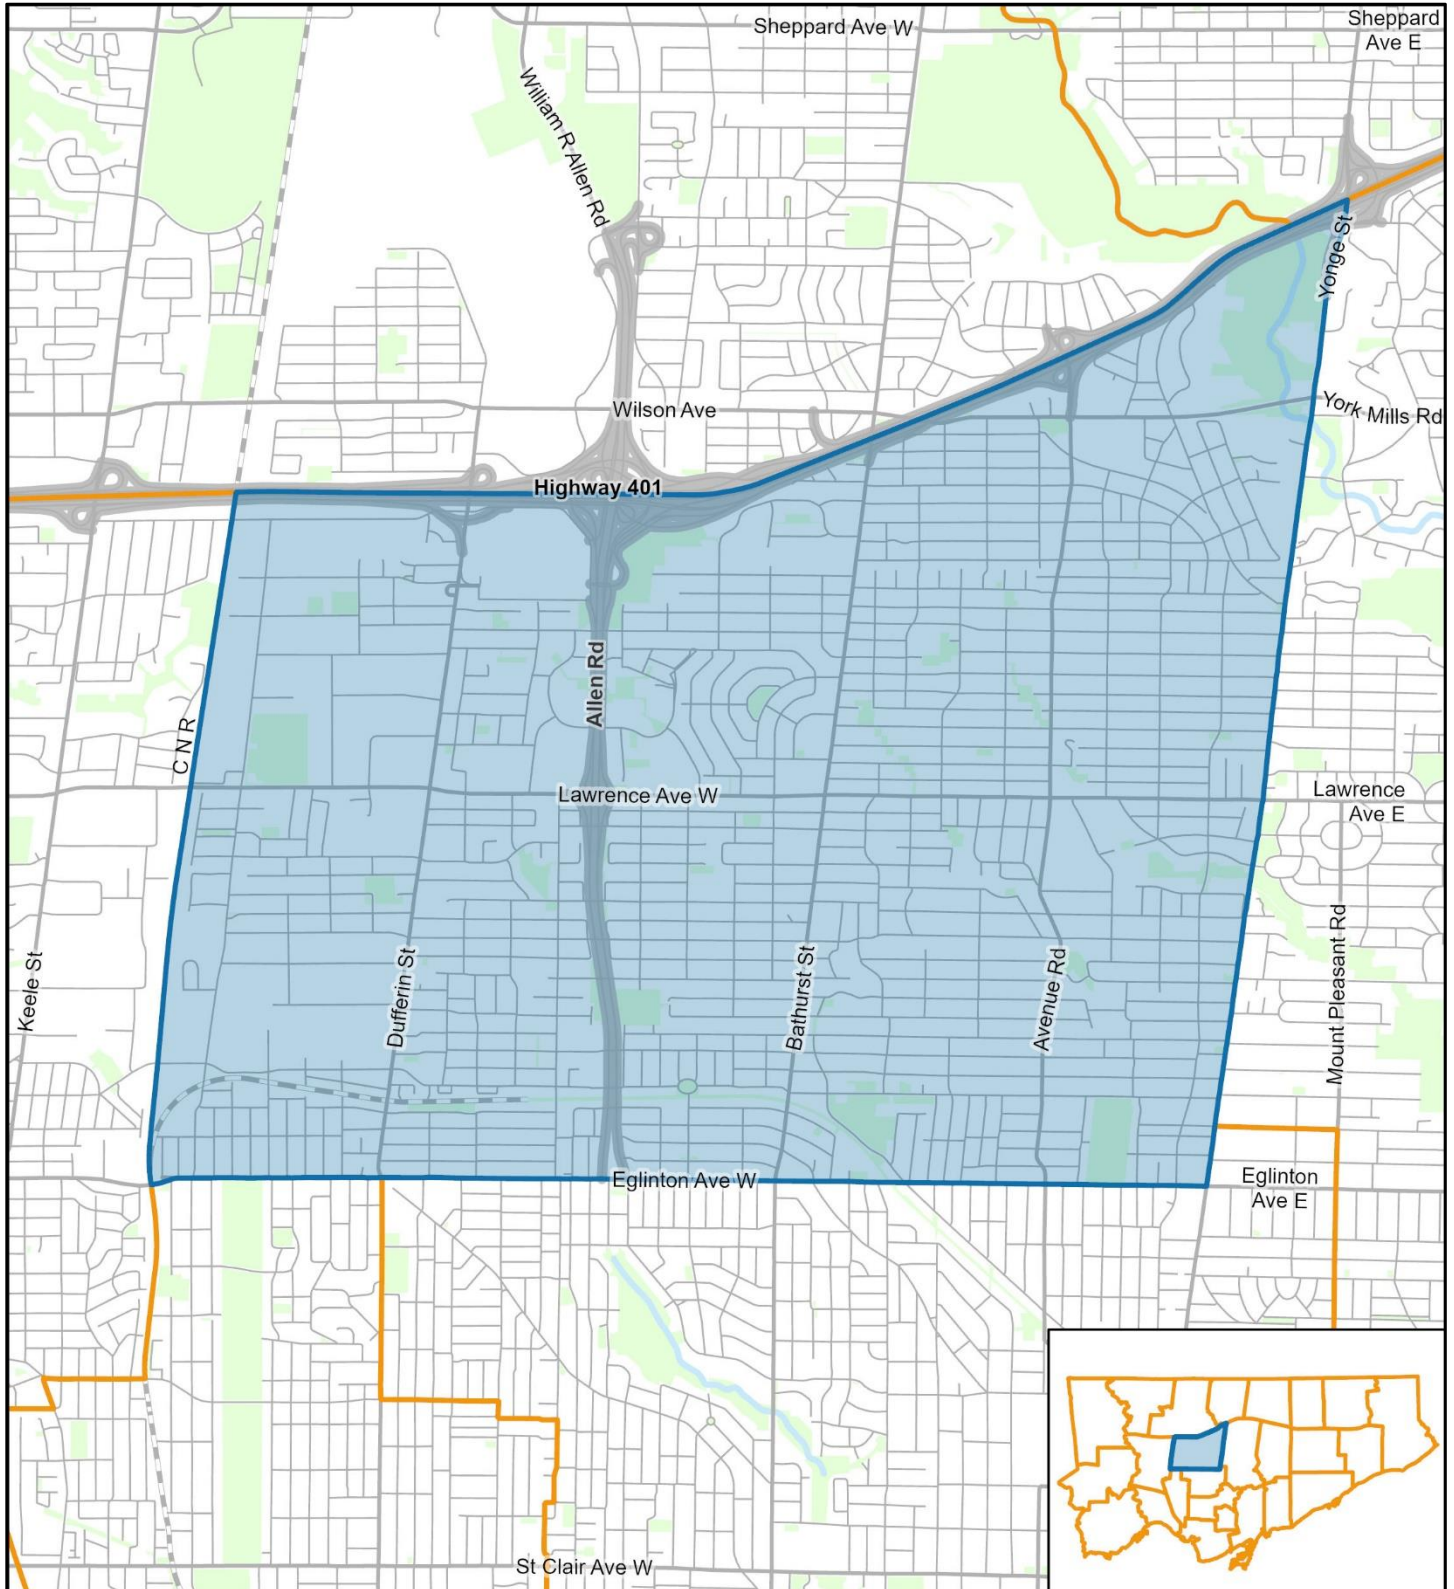 Sheppard Ave W
Sheppard
Ave E
William R Allen Rd
Yonge St
Wilson Ave
York Mills Rd
Highway 401
Allen Rd
C N R
Lawrence Ave W
Lawrence
Ave E
Keele St
Dufferin St
Bathurst St
Avenue Rd
Mount Pleasant Rd
Eglinton Ave W
Eglinton
Ave E
St Clair Ave W